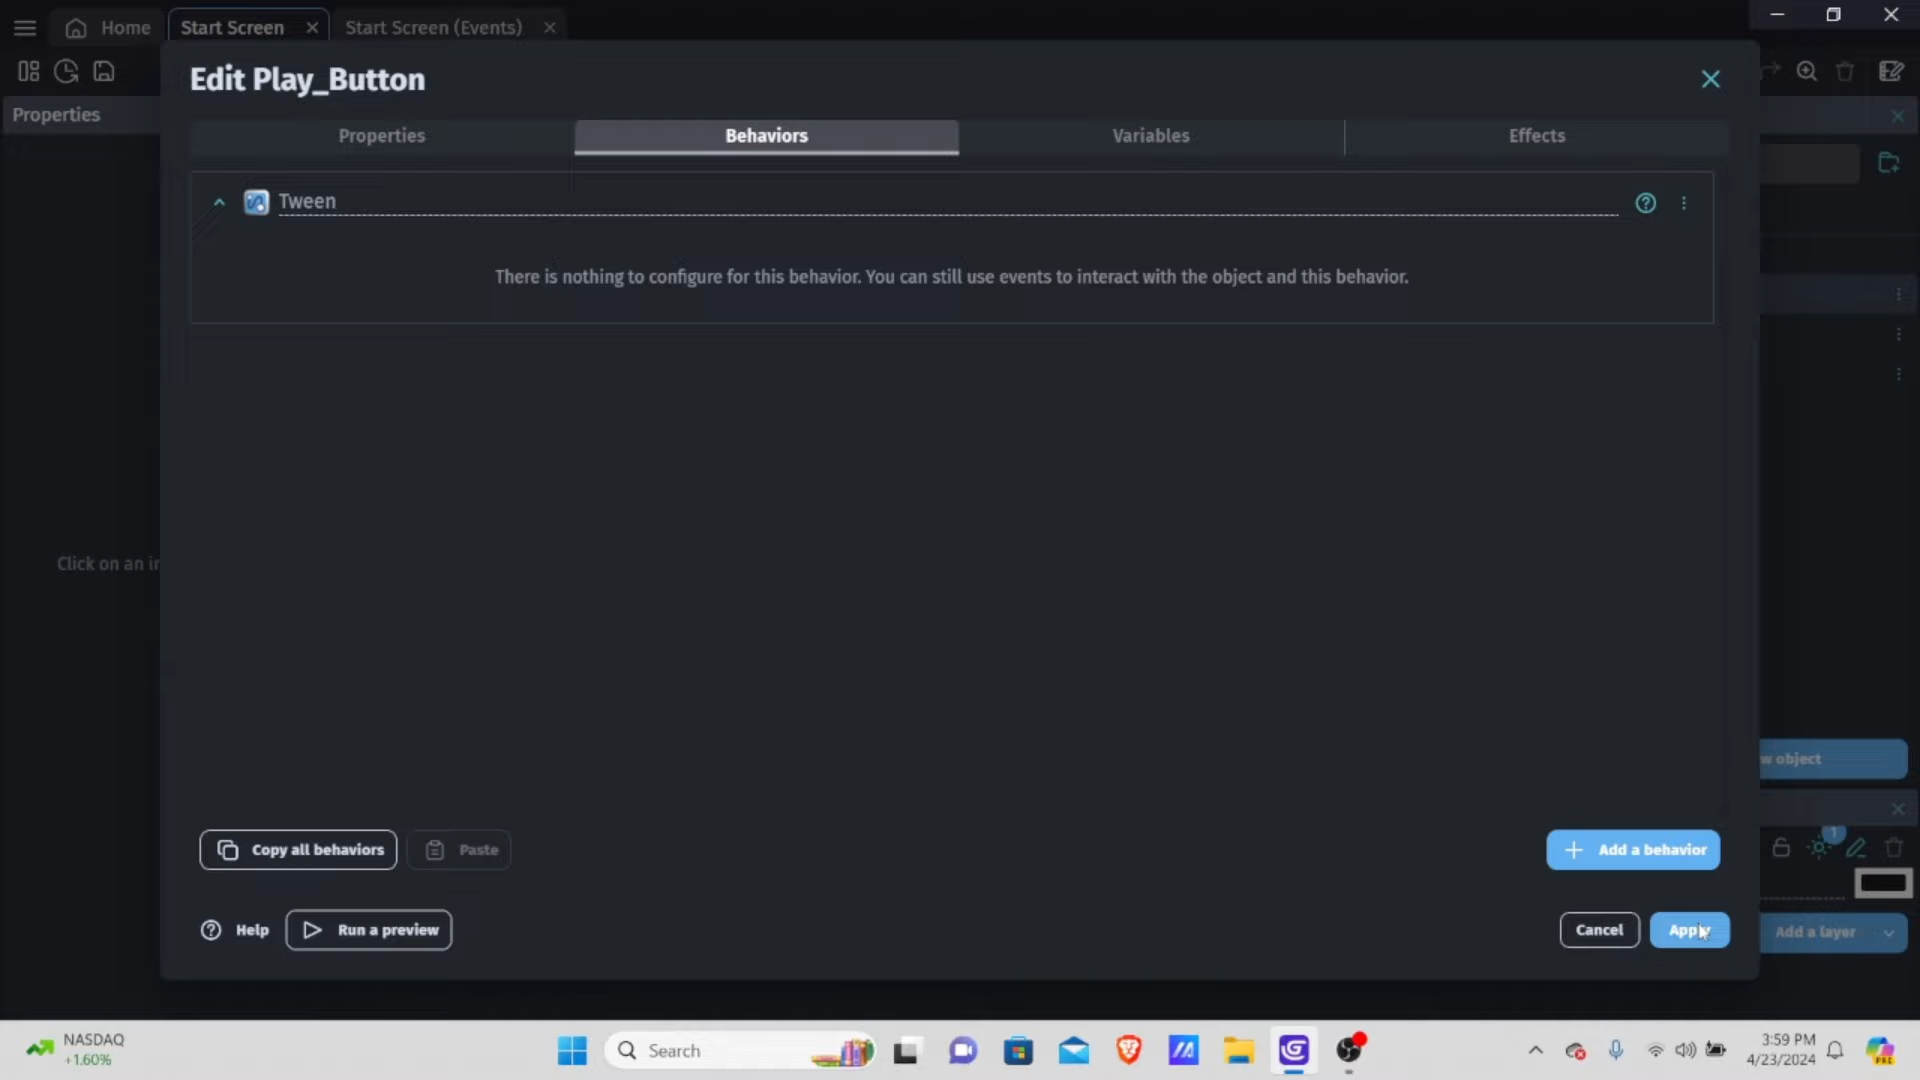 Home
Start Screen
Start Screen (Events)
Edit Play_Button
Properties
Properties
Behaviors
Variables
Effects
Tween
There is nothing to configure for this behavior. You can still use events to interact with the object and this behavior.
Click on an in
w object
Copy all behaviors
Paste
Add a behavior
1
Help
Run a preview
Cancel
Apply
Add a layer
NASDAQ
+1.60%
Search
3:59 PM
4/23/2024
PRE